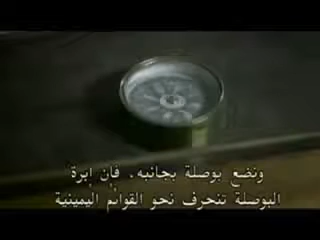 ونضع بوصلة بجانبه، فإن إبرة
البوصلة تنحرف نحو القوائم اليمينية